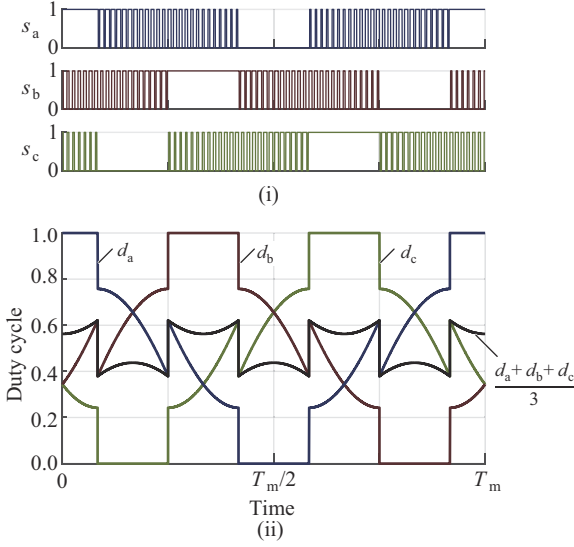 1
s_a
0
1
s_b
0
1
s_c
0
(i)
1.0
d_a
d_b
d_c
0.8
0.6
Duty cycle
0.4
d_a + d_b + d_c
3
0.2
0.0
0
T_m/2
T_m
Time
(ii)